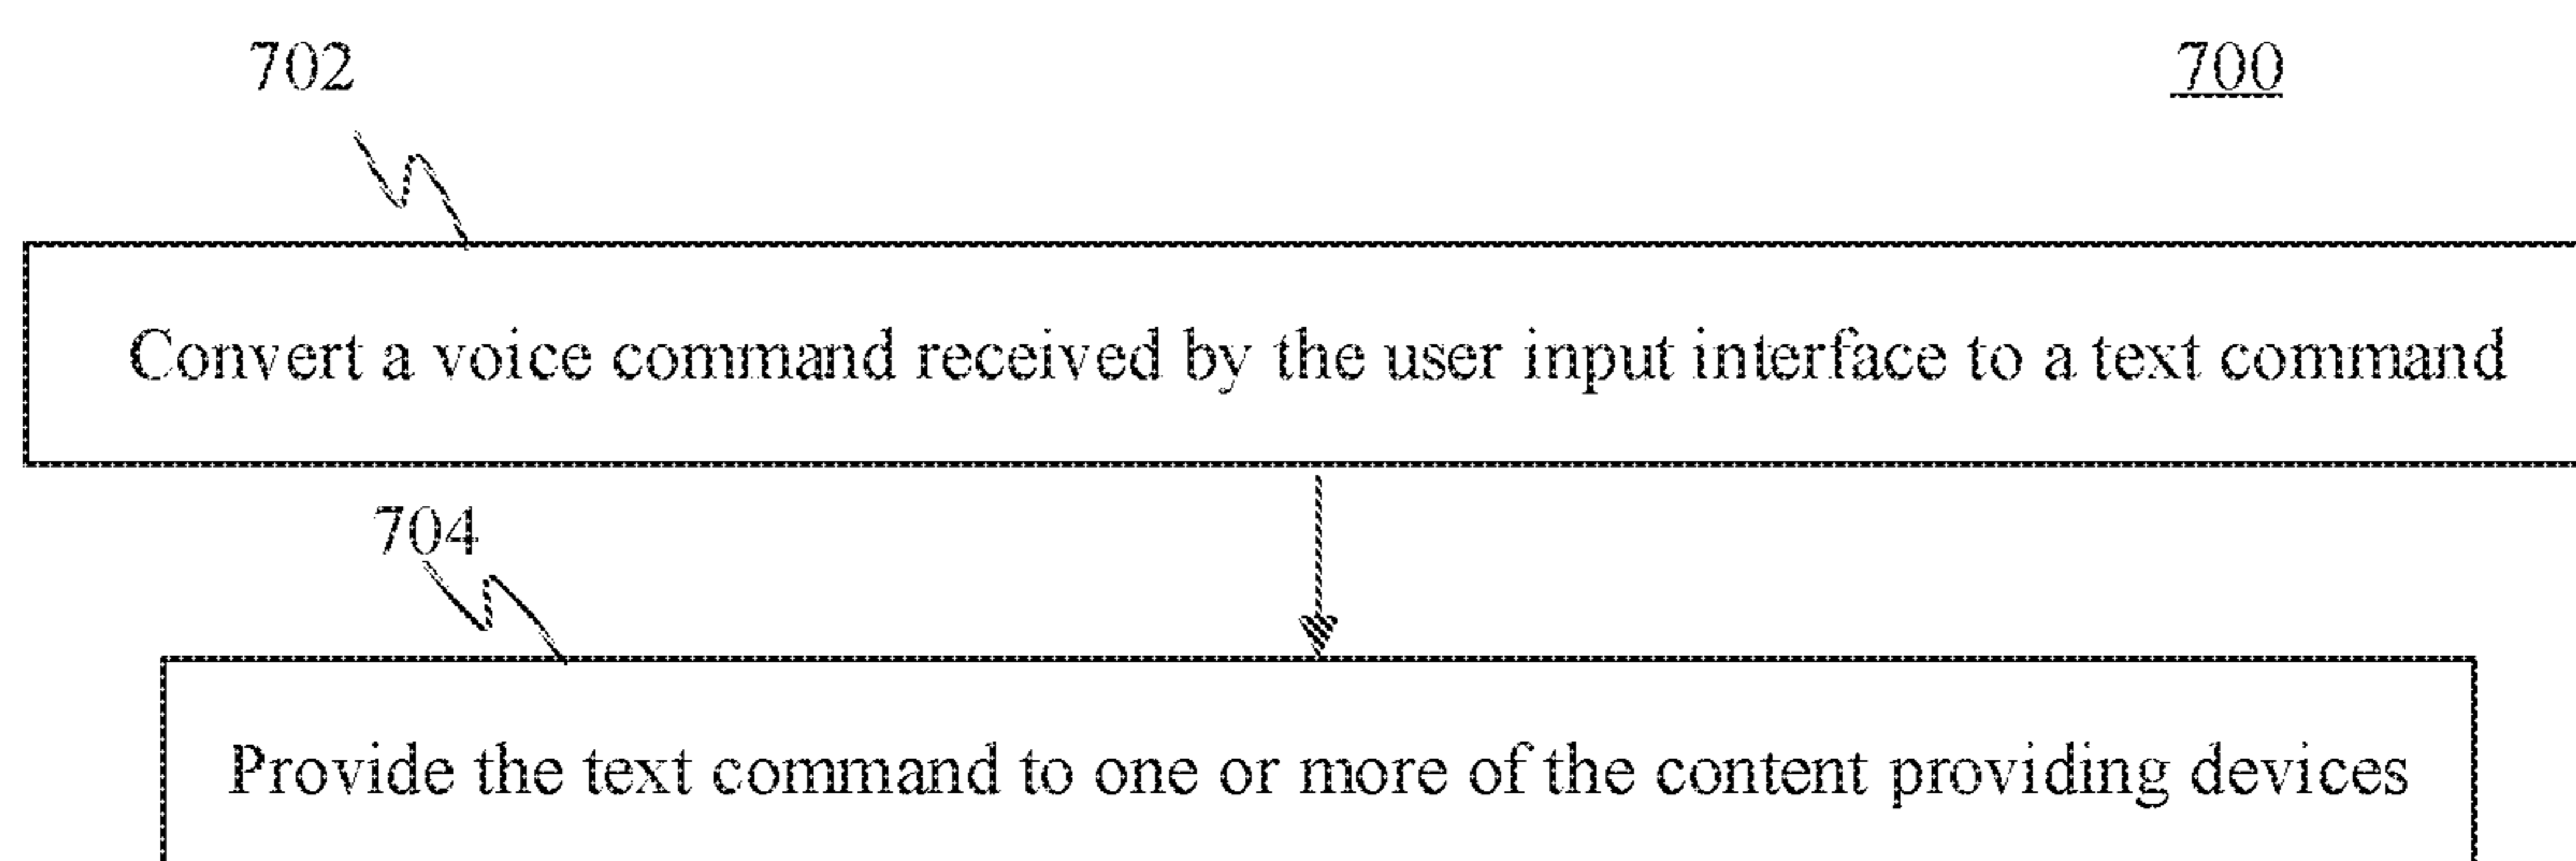 702
700
Convert a voice command received by the user input interface to a text command
704
Provide the text command to one or more of the content providing devices